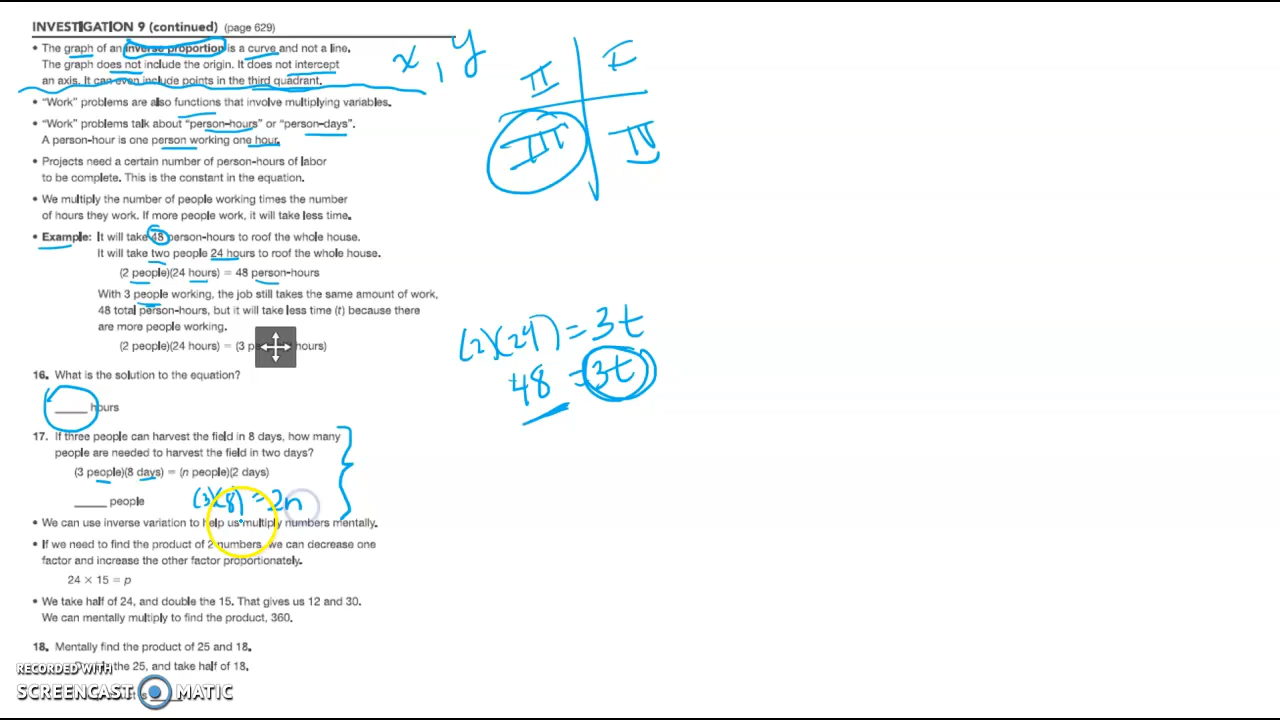 INVESTIGATION 9 (continued) (page 629)
• The graph of an inverse proportion is a curve and not a line.
The graph does not include the origin. It does not intercept
an axis. It can even include points in the third quadrant.
• "Work" problems are also functions that involve multiplying variables.
• "Work" problems talk about "person-hours" or "person-days".
A person-hour is one person working one hour.
• Projects need a certain number of person-hours of labor
to be complete. This is the constant in the equation.
• We multiply the number of people working times the number
of hours they work. If more people work, it will take less time.
• Example: It will take 48 person-hours to roof the whole house.
It will take two people 24 hours to roof the whole house.
(2 people)(24 hours) = 48 person-hours
With 3 people working, the job still takes the same amount of work,
48 total person-hours, but it will take less time (t) because there
are more people working.
(2 people)(24 hours) = (3 p hours)
16. What is the solution to the equation?
____ hours
17. If three people can harvest the field in 8 days, how many
people are needed to harvest the field in two days?
(3 people)(8 days) = (n people)(2 days)
____ people
(3)(8) = 2n
• We can use inverse variation to help us multiply numbers mentally.
• If we need to find the product of 2 numbers, we can decrease one
factor and increase the other factor proportionately.
24 × 15 = p
• We take half of 24, and double the 15. That gives us 12 and 30.
We can mentally multiply to find the product, 360.
18. Mentally find the product of 25 and 18.
the 25, and take half of 18.
RECORDED WITH
SCREENCAST MATIC
x, y
II I
III IV
(2)(24) = 3t
48 = 3t